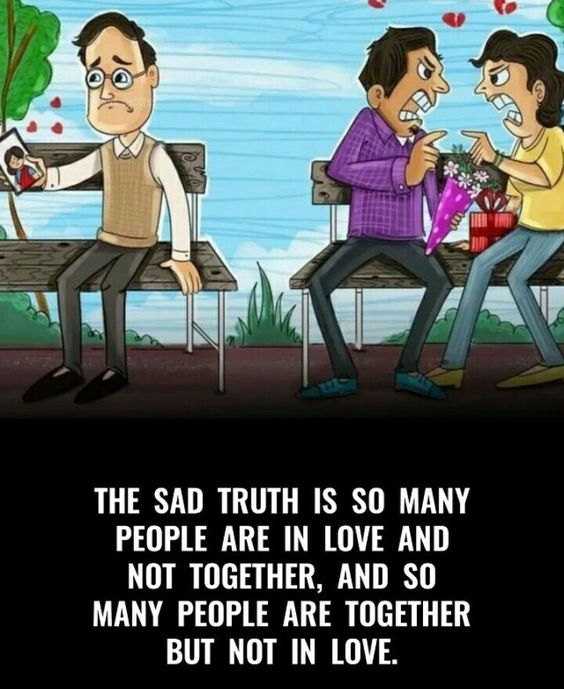 THE SAD TRUTH IS SO MANY
PEOPLE ARE IN LOVE AND
NOT TOGETHER, AND SO
MANY PEOPLE ARE TOGETHER
BUT NOT IN LOVE.